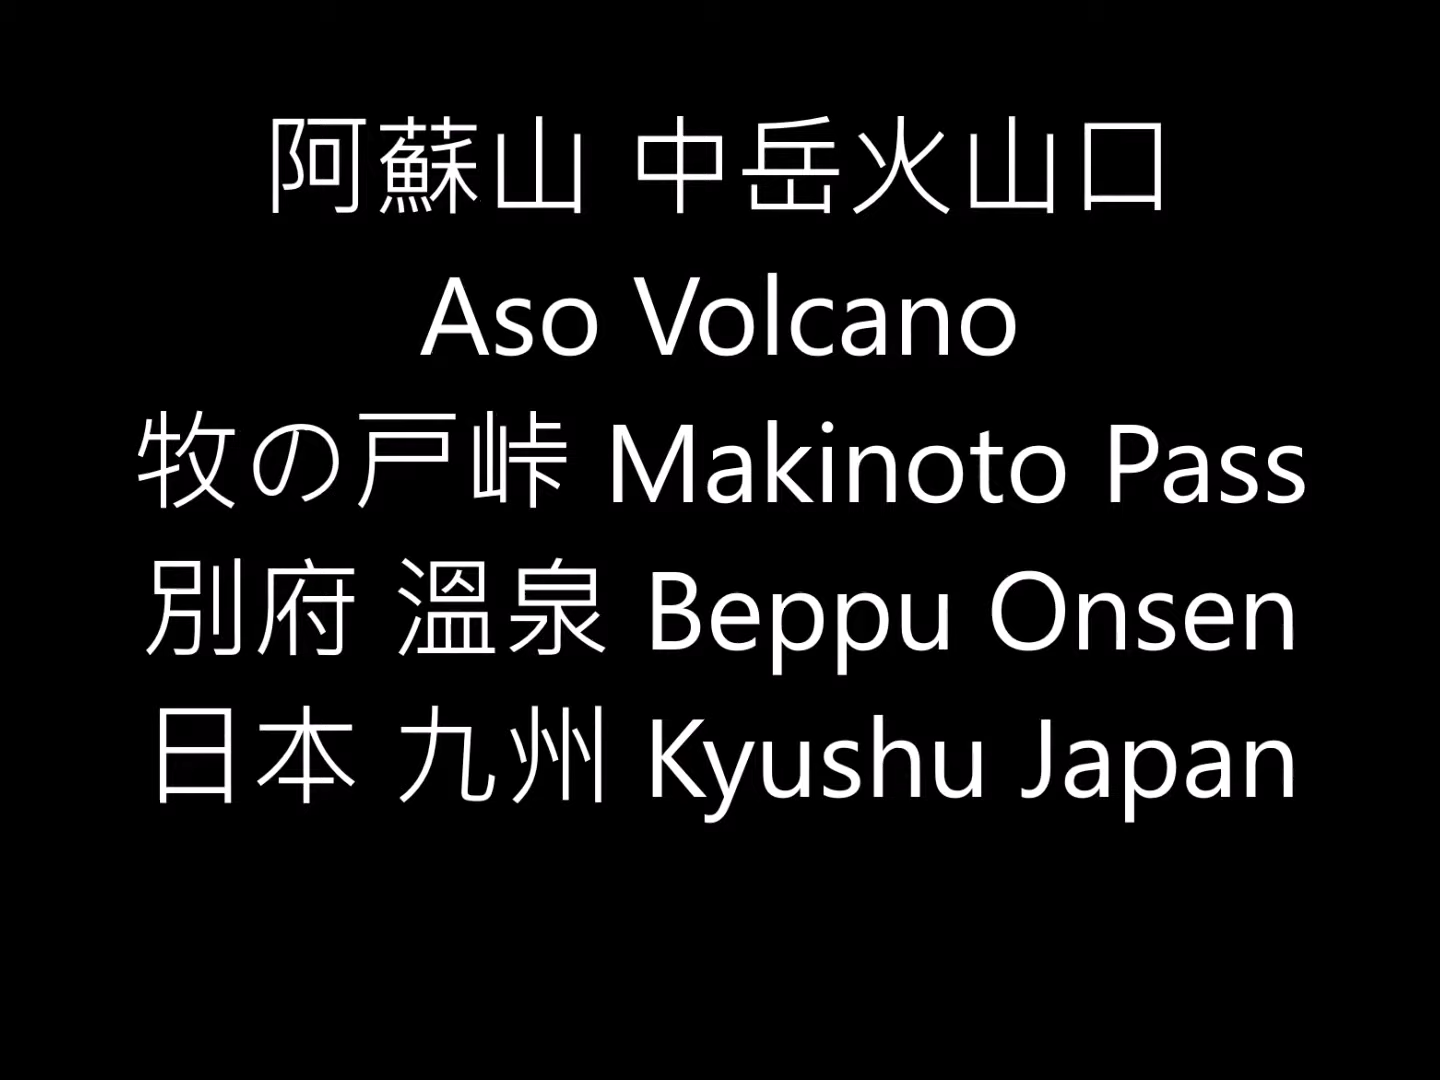 阿蘇山 中岳火山口
Aso Volcano
牧の戸峠 Makinoto Pass
別府 溫泉 Beppu Onsen
日本 九州 Kyushu Japan